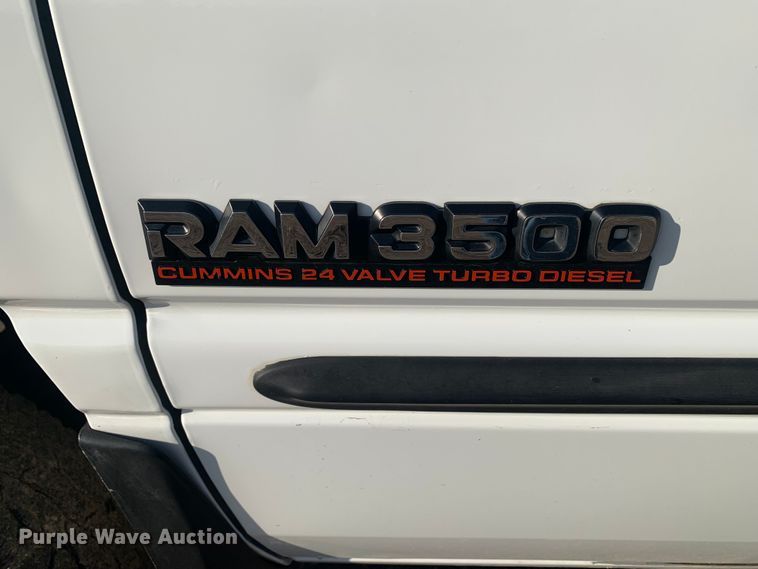 RAM 3500
CUMMINS 24 VALVE TURBO DIESEL
Purple Wave Auction